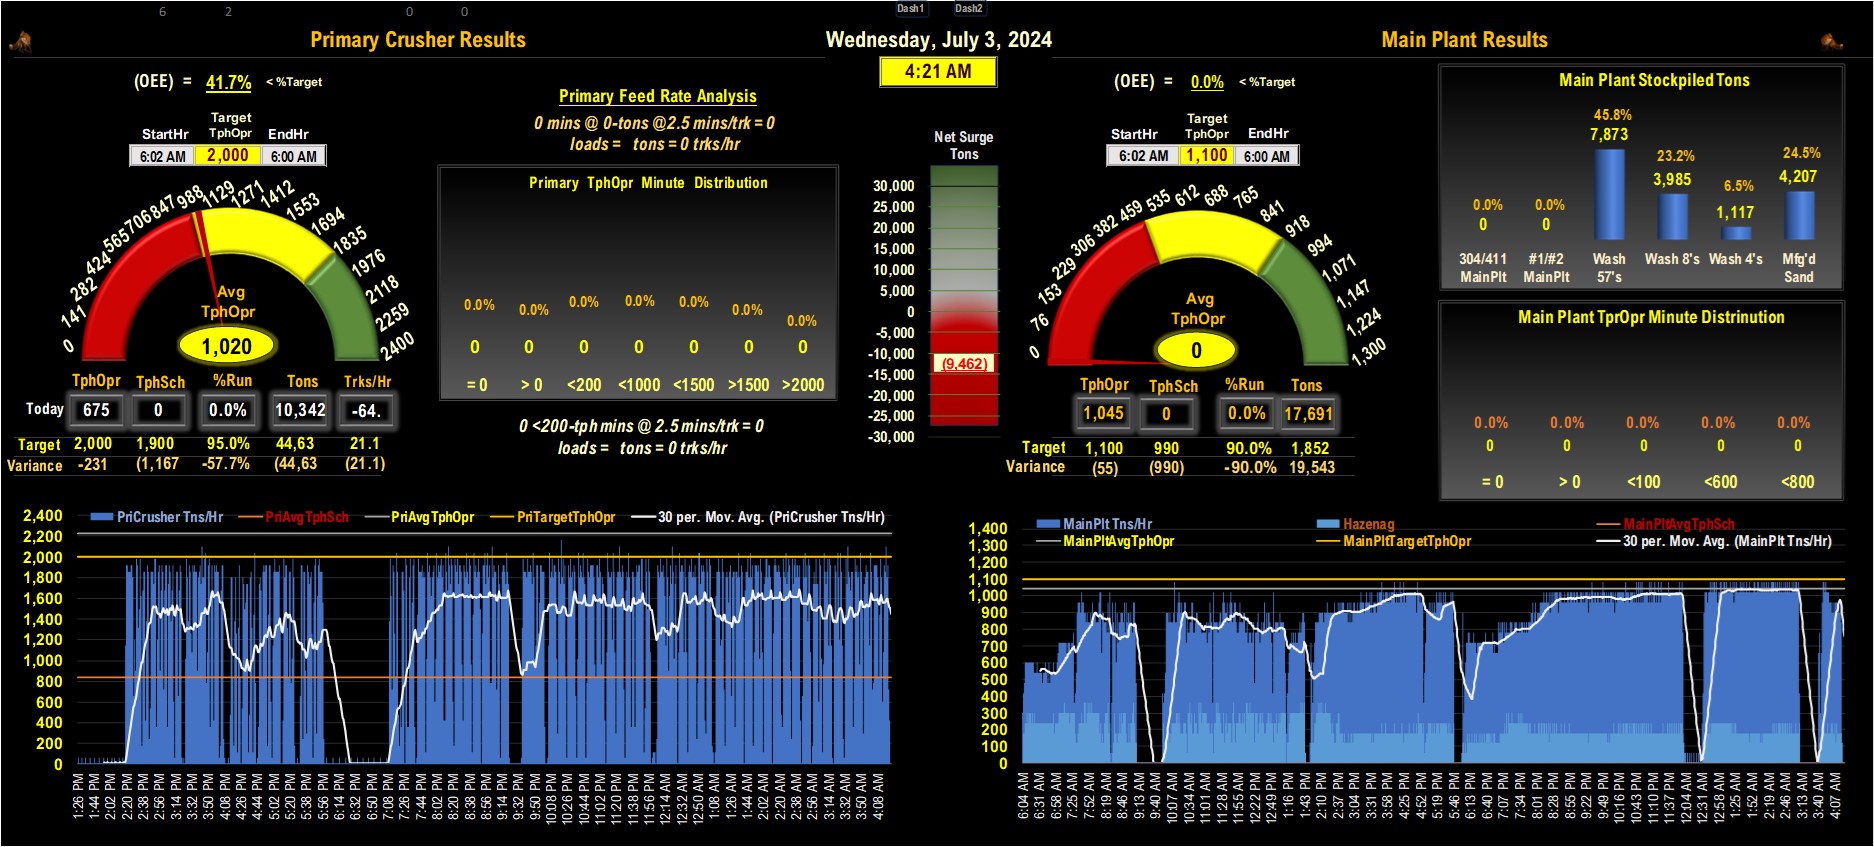 6 2 0 0 Dash1 Dash2
Primary Crusher Results
Wednesday, July 3, 2024
Main Plant Results
4:21 AM
(OEE) = 41.7% < %Target
Target
StartHr TphOpr EndHr
6:02 AM 2,000 6:00 AM
0 141 282 424 565 706 847 988 1129 1271 1412 1553 1694 1835 1976 2118 2259 2400
Avg
TphOpr
1,020
TphOpr TphSch %Run Tons Trks/Hr
Today 675 0 0.0% 10,342 -64.
Target 2,000 1,900 95.0% 44,63 21.1
Variance -231 (1,167 -57.7% (44,63 (21.1)
Primary Feed Rate Analysis
0 mins @ 0-tons @2.5 mins/trk = 0
loads = tons = 0 trks/hr
Primary TphOpr Minute Distribution
0.0% 0.0% 0.0% 0.0% 0.0% 0.0% 0.0%
0 0 0 0 0 0 0
= 0 > 0 <200 <1000 <1500 >1500 >2000
0 <200-tph mins @ 2.5 mins/trk = 0
loads = tons = 0 trks/hr
Net Surge
Tons
30,000
25,000
20,000
15,000
10,000
5,000
0
-5,000
-10,000
(9,462)
-15,000
-20,000
-25,000
-30,000
(OEE) = 0.0% < %Target
Target
StartHr TphOpr EndHr
6:02 AM 1,100 6:00 AM
0 76 153 229 306 382 459 535 612 688 765 841 918 994 1,071 1,147 1,224 1,300
Avg
TphOpr
0
TphOpr TphSch %Run Tons
1,045 0 0.0% 17,691
Target 1,100 990 90.0% 1,852
Variance (55) (990) -90.0% 19,543
Main Plant Stockpiled Tons
0.0% 0.0% 45.8% 23.2% 6.5% 24.5%
0 0 7,873 3,985 1,117 4,207
304/411 #1/#2 Wash Wash 8's Wash 4's Mfg'd
MainPlt MainPlt 57's Sand
Main Plant TprOpr Minute Distrinution
0.0% 0.0% 0.0% 0.0% 0.0%
0 0 0 0 0
= 0 > 0 <100 <600 <800
PriCrusher Tns/Hr PriAvgTphSch PriAvgTphOpr PriTargetTphOpr 30 per. Mov. Avg. (PriCrusher Tns/Hr)
2,400
2,200
2,000
1,800
1,600
1,400
1,200
1,000
800
600
400
200
0
1:26 PM 1:44 PM 2:02 PM 2:20 PM 2:38 PM 2:56 PM 3:14 PM 3:32 PM 3:50 PM 4:08 PM 4:26 PM 4:44 PM 5:02 PM 5:20 PM 5:38 PM 5:56 PM 6:14 PM 6:32 PM 6:50 PM 7:08 PM 7:26 PM 7:44 PM 8:02 PM 8:20 PM 8:38 PM 8:56 PM 9:14 PM 9:32 PM 9:50 PM 10:08 PM 10:26 PM 10:44 PM 11:02 PM 11:20 PM 11:38 PM 11:56 PM 12:14 AM 12:32 AM 12:50 AM 1:08 AM 1:26 AM 1:44 AM 2:02 AM 2:20 AM 2:38 AM 2:56 AM 3:14 AM 3:32 AM 3:50 AM 4:08 AM
MainPlt Tns/Hr Hazenag MainPltAvgTphSch
MainPltAvgTphOpr MainPltTargetTphOpr 30 per. Mov. Avg. (MainPlt Tns/Hr)
1,400
1,300
1,200
1,100
1,000
900
800
700
600
500
400
300
200
100
0
6:04 AM 6:31 AM 6:58 AM 7:25 AM 7:52 AM 8:19 AM 8:46 AM 9:13 AM 9:40 AM 10:07 AM 10:34 AM 11:01 AM 11:28 AM 11:55 AM 12:22 PM 12:49 PM 1:16 PM 1:43 PM 2:10 PM 2:37 PM 3:04 PM 3:31 PM 3:58 PM 4:25 PM 4:52 PM 5:19 PM 5:46 PM 6:13 PM 6:40 PM 7:07 PM 7:34 PM 8:01 PM 8:28 PM 8:55 PM 9:22 PM 9:49 PM 10:16 PM 10:43 PM 11:10 PM 11:37 PM 12:04 AM 12:31 AM 12:58 AM 1:25 AM 1:52 AM 2:19 AM 2:46 AM 3:13 AM 3:40 AM 4:07 AM